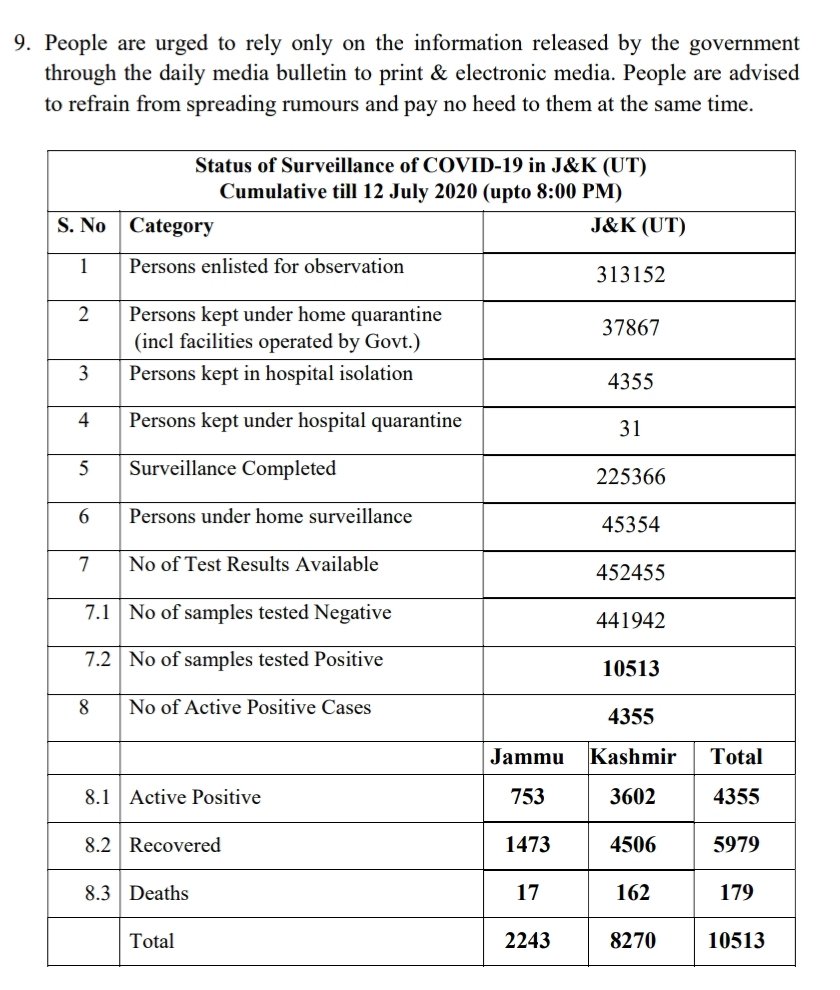 9. People are urged to rely only on the information released by the government
through the daily media bulletin to print & electronic media. People are advised
to refrain from spreading rumours and pay no heed to them at the same time.
Status of Surveillance of COVID-19 in J&K (UT)
Cumulative till 12 July 2020 (upto 8:00 PM)
S. No Category J&K (UT)
1 Persons enlisted for observation 313152
2 Persons kept under home quarantine
(incl facilities operated by Govt.) 37867
3 Persons kept in hospital isolation 4355
4 Persons kept under hospital quarantine 31
5 Surveillance Completed 225366
6 Persons under home surveillance 45354
7 No of Test Results Available 452455
7.1 No of samples tested Negative 441942
7.2 No of samples tested Positive 10513
8 No of Active Positive Cases 4355
Jammu Kashmir Total
8.1 Active Positive 753 3602 4355
8.2 Recovered 1473 4506 5979
8.3 Deaths 17 162 179
Total 2243 8270 10513